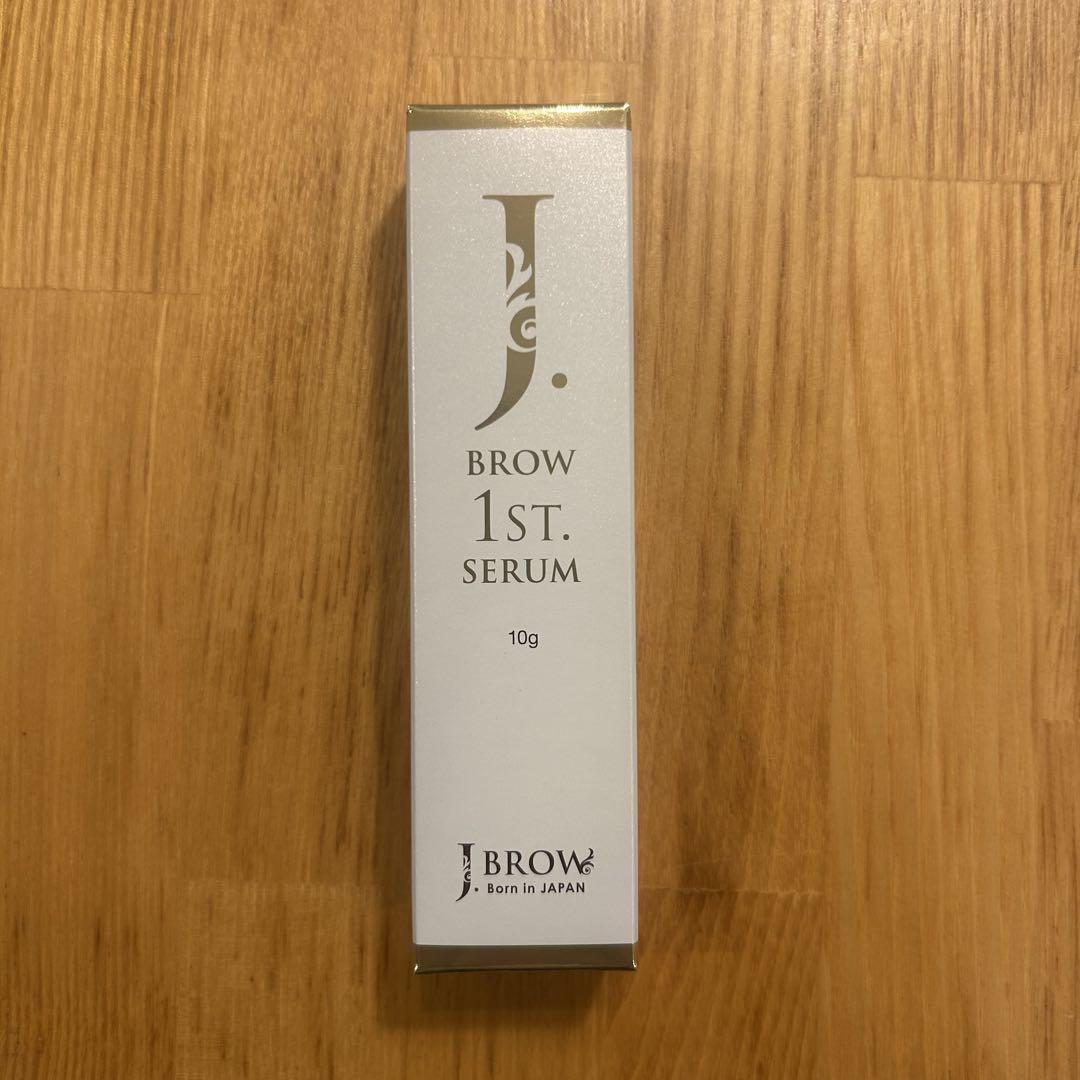 J.
BROW
1ST.
SERUM
10g
J. BROW
Born in JAPAN